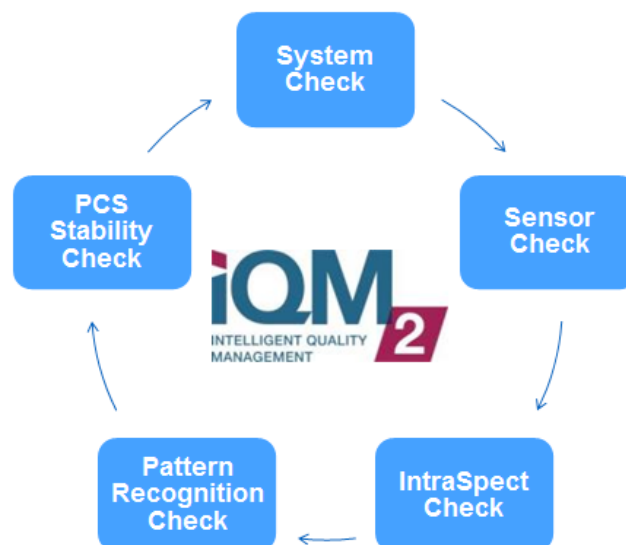 System
Check
Sensor
Check
IntraSpect
Check
Pattern
Recognition
Check
PCS
Stability
Check
iQM
2
INTELLIGENT QUALITY
MANAGEMENT